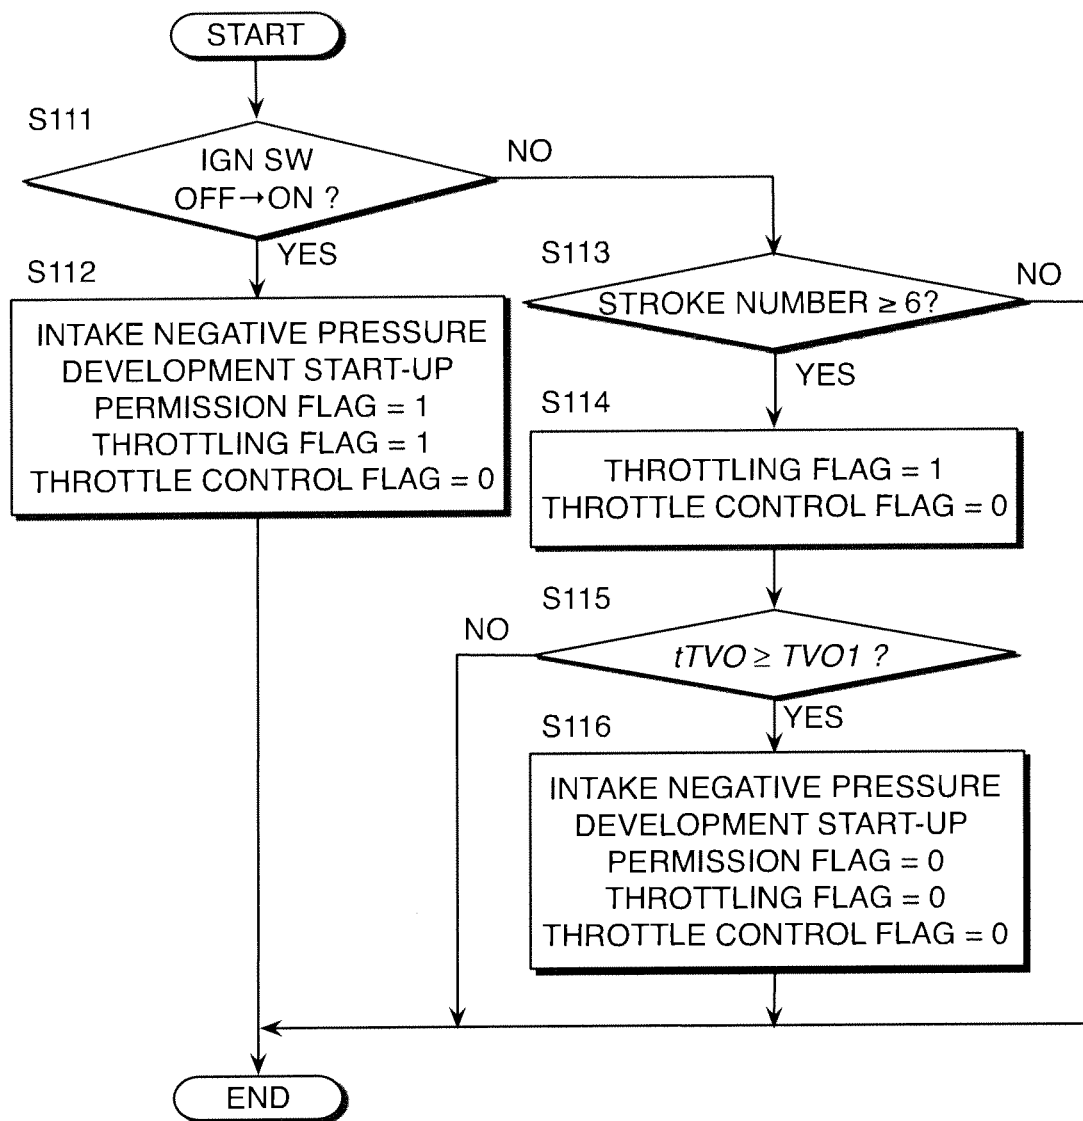 START
S111
IGN SW
OFF→ON ?
NO
YES
S112
INTAKE NEGATIVE PRESSURE
DEVELOPMENT START-UP
PERMISSION FLAG = 1
THROTTLING FLAG = 1
THROTTLE CONTROL FLAG = 0
S113
STROKE NUMBER ≥ 6?
NO
YES
S114
THROTTLING FLAG = 1
THROTTLE CONTROL FLAG = 0
S115
tTVO ≥ TVO1 ?
NO
YES
S116
INTAKE NEGATIVE PRESSURE
DEVELOPMENT START-UP
PERMISSION FLAG = 0
THROTTLING FLAG = 0
THROTTLE CONTROL FLAG = 0
END